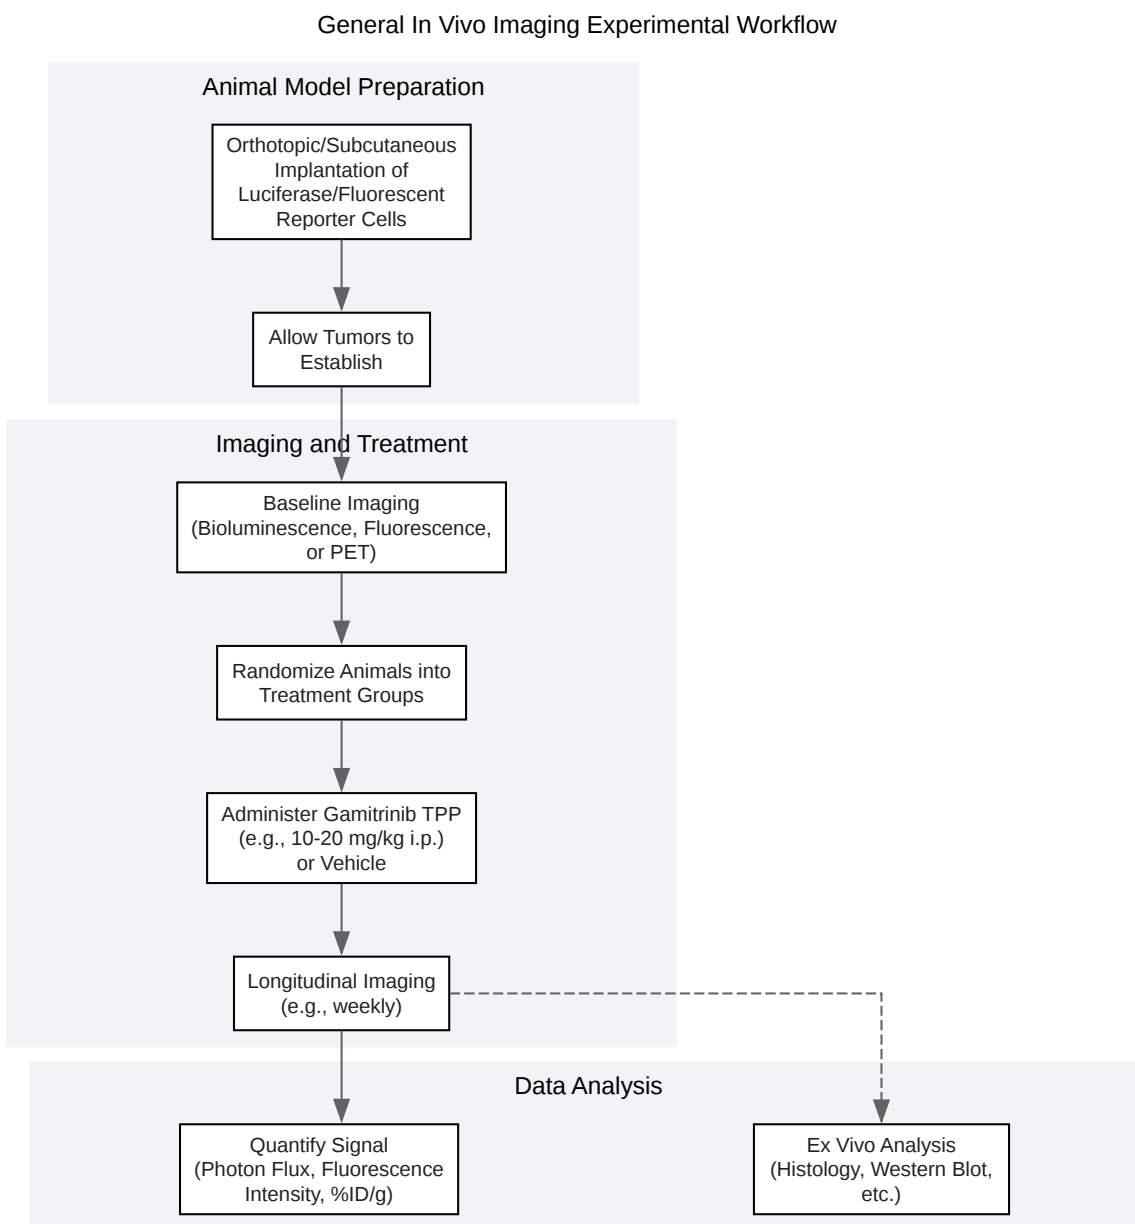 General In Vivo Imaging Experimental Workflow
Animal Model Preparation
Orthotopic/Subcutaneous
Implantation of
Luciferase/Fluorescent
Reporter Cells
Allow Tumors to
Establish
Imaging and Treatment
Baseline Imaging
(Bioluminescence, Fluorescence,
or PET)
Randomize Animals into
Treatment Groups
Administer Gamitrinib TPP
(e.g., 10-20 mg/kg i.p.)
or Vehicle
Longitudinal Imaging
(e.g., weekly)
Data Analysis
Quantify Signal
(Photon Flux, Fluorescence
Intensity, %ID/g)
Ex Vivo Analysis
(Histology, Western Blot,
etc.)